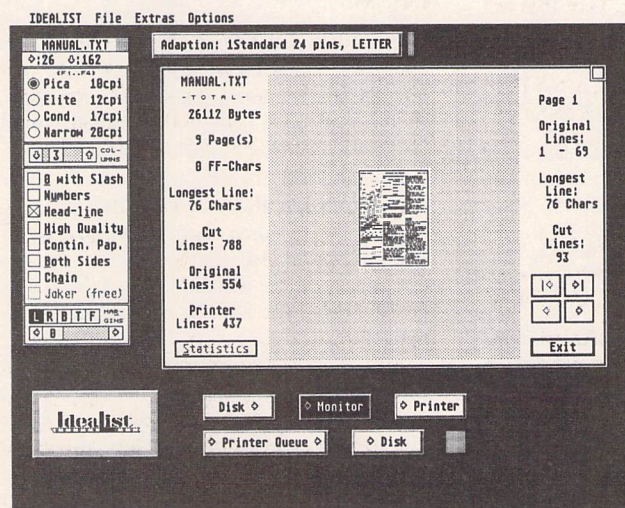 IDEALIST File Extras Options
MANUAL.TXT
◊:26 ◊:162
(F1..F4)
Pica 10cpi
Elite 12cpi
Cond. 17cpi
Narrow 20cpi
3 COL-UMNS
0 with Slash
Numbers
Head-line
High Quality
Contin. Pap.
Both Sides
Chain
Joker (free)
L R B T F MAR-GINS
0
Adaption: 1Standard 24 pins, LETTER
MANUAL.TXT
-TOTAL-
26112 Bytes
9 Page(s)
0 FF-Chars
Longest Line:
76 Chars
Cut
Lines: 788
Original
Lines: 554
Printer
Lines: 437
Statistics
Page 1
Original
Lines:
1 - 69
Longest
Line:
76 Chars
Cut
Lines:
93
Exit
Idealist
Disk ◊
◊ Monitor
◊ Printer
◊ Printer Queue ◊
◊ Disk